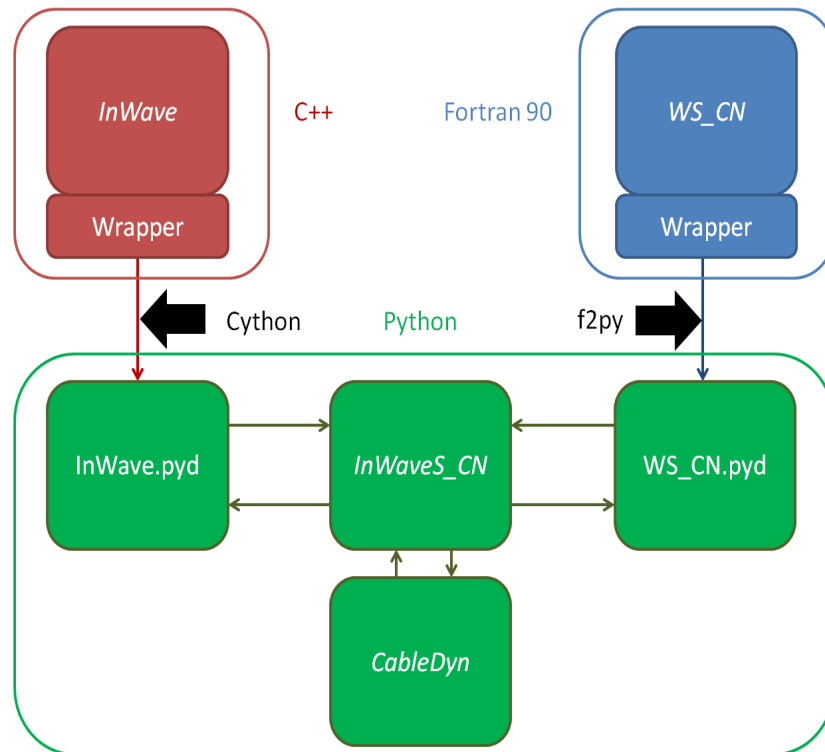 InWave
C++
Fortran 90
WS_CN
Wrapper
Wrapper
Cython
Python
f2py
InWave.pyd
InWaveS_CN
WS_CN.pyd
CableDyn